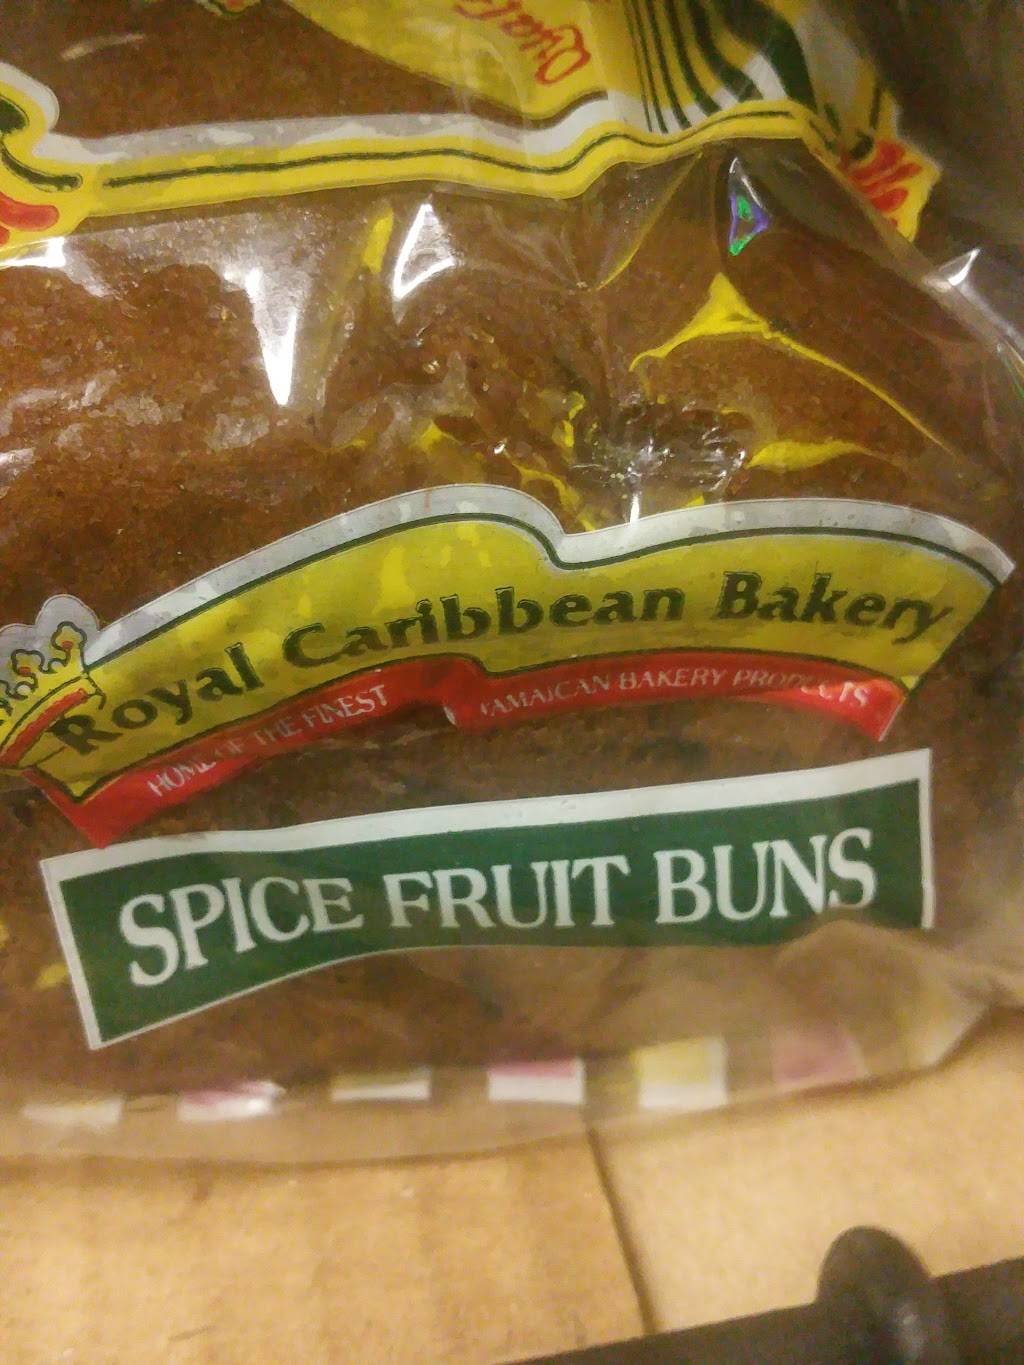 Royal Caribbean Bakery
HOME OF THE FINEST JAMAICAN BAKERY PRODUCTS
SPICE FRUIT BUNS